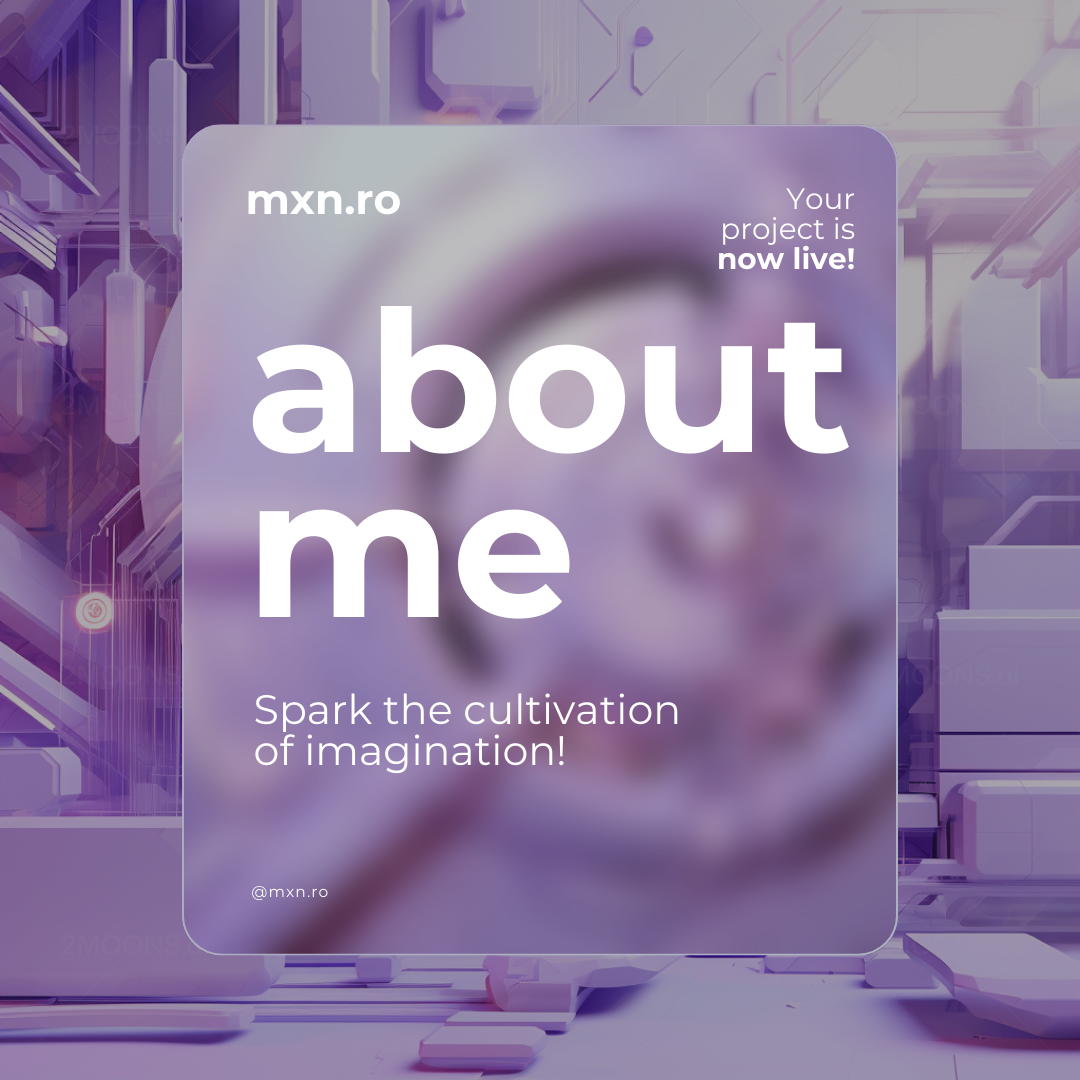 mxn.ro
Your
project is
now live!
about
me
Spark the cultivation
of imagination!
@mxn.ro